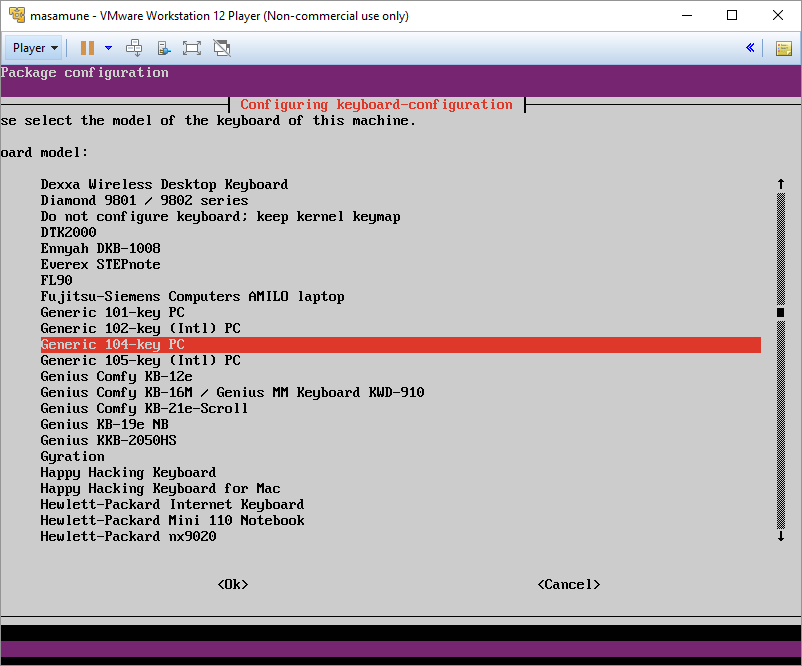 masamune - VMware Workstation 12 Player (Non-commercial use only)
Player
Package configuration
Configuring keyboard-configuration
se select the model of the keyboard of this machine.
oard model:
Dexxa Wireless Desktop Keyboard
Diamond 9801 / 9802 series
Do not configure keyboard; keep kernel keymap
DTK2000
Ennyah DKB-1008
Everex STEPnote
FL90
Fujitsu-Siemens Computers AMILO laptop
Generic 101-key PC
Generic 102-key (Intl) PC
Generic 104-key PC
Generic 105-key (Intl) PC
Genius Comfy KB-12e
Genius Comfy KB-16M / Genius MM Keyboard KWD-910
Genius Comfy KB-21e-Scroll
Genius KB-19e NB
Genius KKB-2050HS
Gyration
Happy Hacking Keyboard
Happy Hacking Keyboard for Mac
Hewlett-Packard Internet Keyboard
Hewlett-Packard Mini 110 Notebook
Hewlett-Packard nx9020
<Ok> <Cancel>